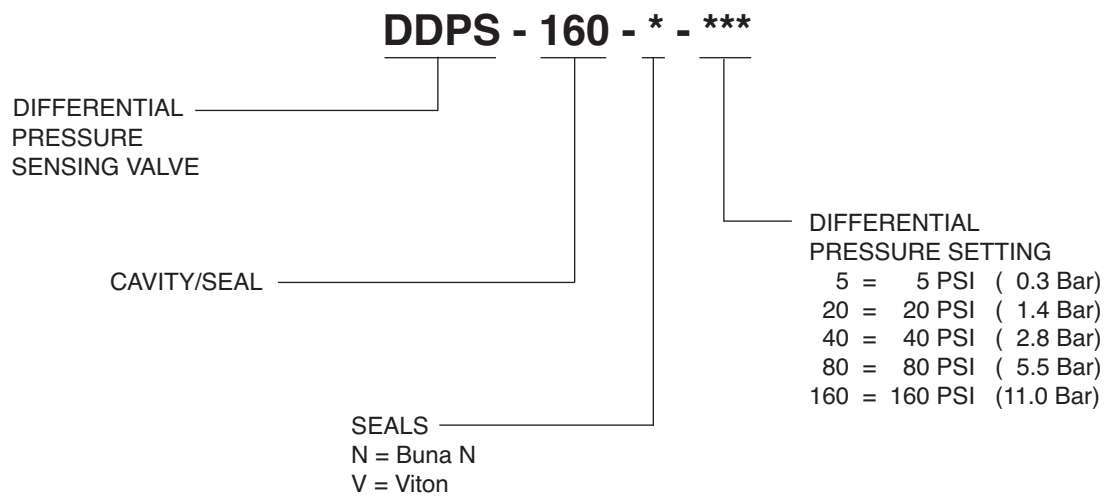 DDPS - 160 - * - ***
DIFFERENTIAL
PRESSURE
SENSING VALVE
CAVITY/SEAL
SEALS
N = Buna N
V = Viton
DIFFERENTIAL
PRESSURE SETTING
5 = 5 PSI ( 0.3 Bar)
20 = 20 PSI ( 1.4 Bar)
40 = 40 PSI ( 2.8 Bar)
80 = 80 PSI ( 5.5 Bar)
160 = 160 PSI (11.0 Bar)